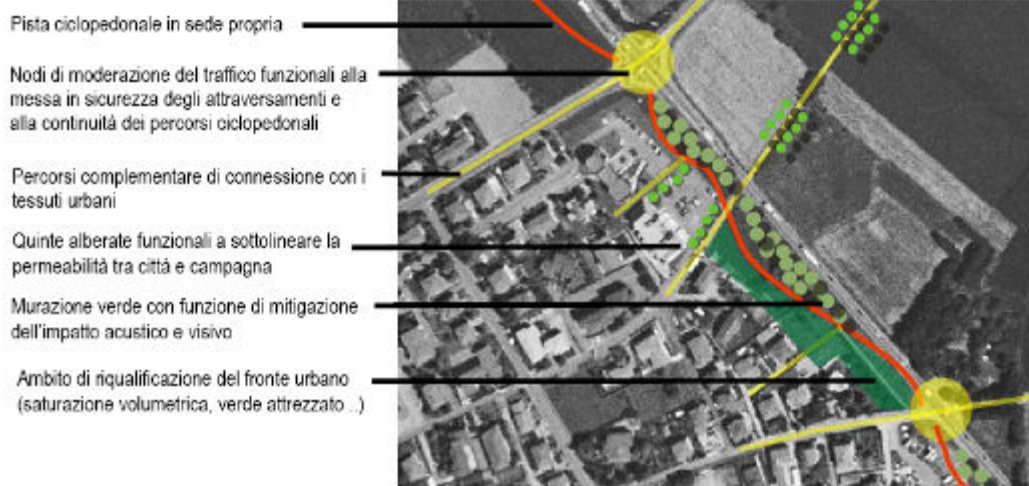 Pista ciclopedonale in sede propria
Nodi di moderazione del traffico funzionali alla
messa in sicurezza degli attraversamenti e
alla continuità dei percorsi ciclopedonali
Percorsi complementare di connessione con i
tessuti urbani
Quinte alberate funzionali a sottolineare la
permeabilità tra città e campagna
Murazione verde con funzione di mitigazione
dell'impatto acustico e visivo
Ambito di riqualificazione del fronte urbano
(saturazione volumetrica, verde attrezzato ..)